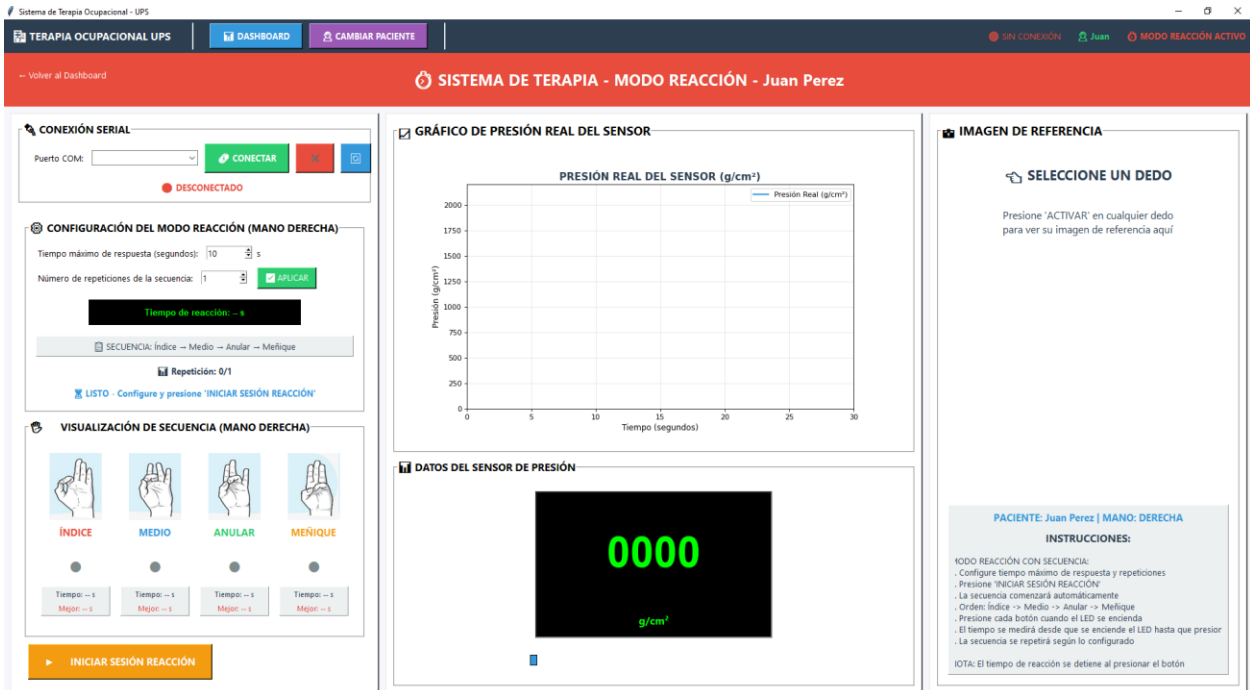 Sistema de Terapia Ocupacional - UPS
TERAPIA OCUPACIONAL UPS
DASHBOARD
CAMBIAR PACIENTE
SIN CONEXIÓN
Juan
MODO REACCIÓN ACTIVO
← Volver al Dashboard
SISTEMA DE TERAPIA - MODO REACCIÓN - Juan Perez
CONEXIÓN SERIAL
Puerto COM:
CONECTAR
DESCONECTADO
CONFIGURACIÓN DEL MODO REACCIÓN (MANO DERECHA)
Tiempo máximo de respuesta (segundos): 10 s
Número de repeticiones de la secuencia: 1
APLICAR
Tiempo de reacción: -- s
SECUENCIA: Índice → Medio → Anular → Meñique
Repetición: 0/1
LISTO - Configure y presione 'INICIAR SESIÓN REACCIÓN'
VISUALIZACIÓN DE SECUENCIA (MANO DERECHA)
ÍNDICE
MEDIO
ANULAR
MEÑIQUE
Tiempo: -- s
Mejor: -- s
Tiempo: -- s
Mejor: -- s
Tiempo: -- s
Mejor: -- s
Tiempo: -- s
Mejor: -- s
INICIAR SESIÓN REACCIÓN
GRÁFICO DE PRESIÓN REAL DEL SENSOR
PRESIÓN REAL DEL SENSOR (g/cm²)
Presión Real (g/cm²)
Presión (g/cm²)
2000
1750
1500
1250
1000
750
500
250
0
0 5 10 15 20 25 30
Tiempo (segundos)
DATOS DEL SENSOR DE PRESIÓN
0000
g/cm²
IMAGEN DE REFERENCIA
SELECCIONE UN DEDO
Presione 'ACTIVAR' en cualquier dedo
para ver su imagen de referencia aquí
PACIENTE: Juan Perez | MANO: DERECHA
INSTRUCCIONES:
MODO REACCIÓN CON SECUENCIA:
. Configure tiempo máximo de respuesta y repeticiones
. Presione 'INICIAR SESIÓN REACCIÓN'
. La secuencia comenzará automáticamente
. Orden: Índice -> Medio -> Anular -> Meñique
. Presione cada botón cuando el LED se encienda
. El tiempo se medirá desde que se enciende el LED hasta que presior
. La secuencia se repetirá según lo configurado
IOTA: El tiempo de reacción se detiene al presionar el botón